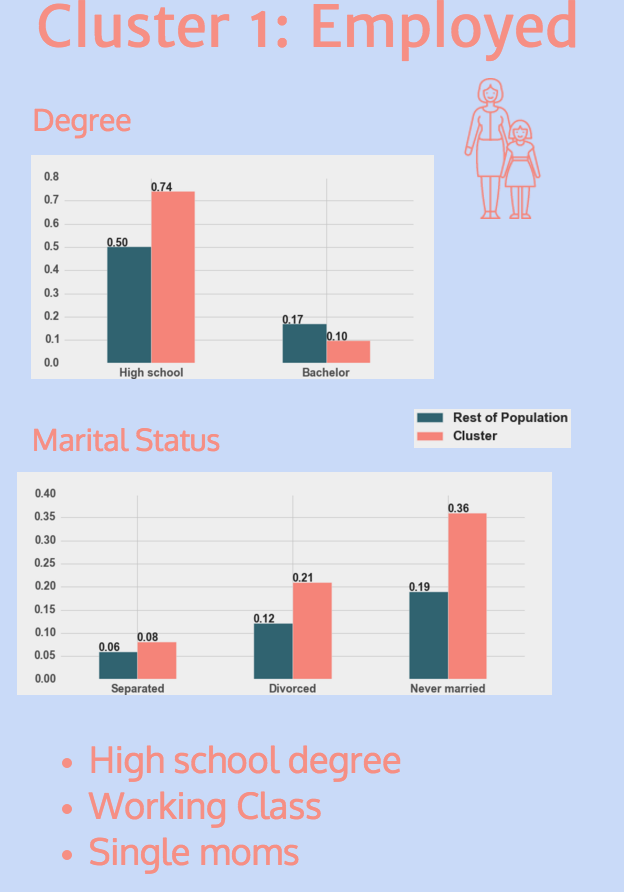 Cluster 1: Employed
Degree
0.8
0.7
0.6
0.5
0.4
0.3
0.2
0.1
0.0
0.50
0.74
0.17
0.10
High school
Bachelor
Rest of Population
Cluster
Marital Status
0.40
0.35
0.30
0.25
0.20
0.15
0.10
0.05
0.00
0.06
0.08
0.12
0.21
0.19
0.36
Separated
Divorced
Never married
• High school degree
• Working Class
• Single moms